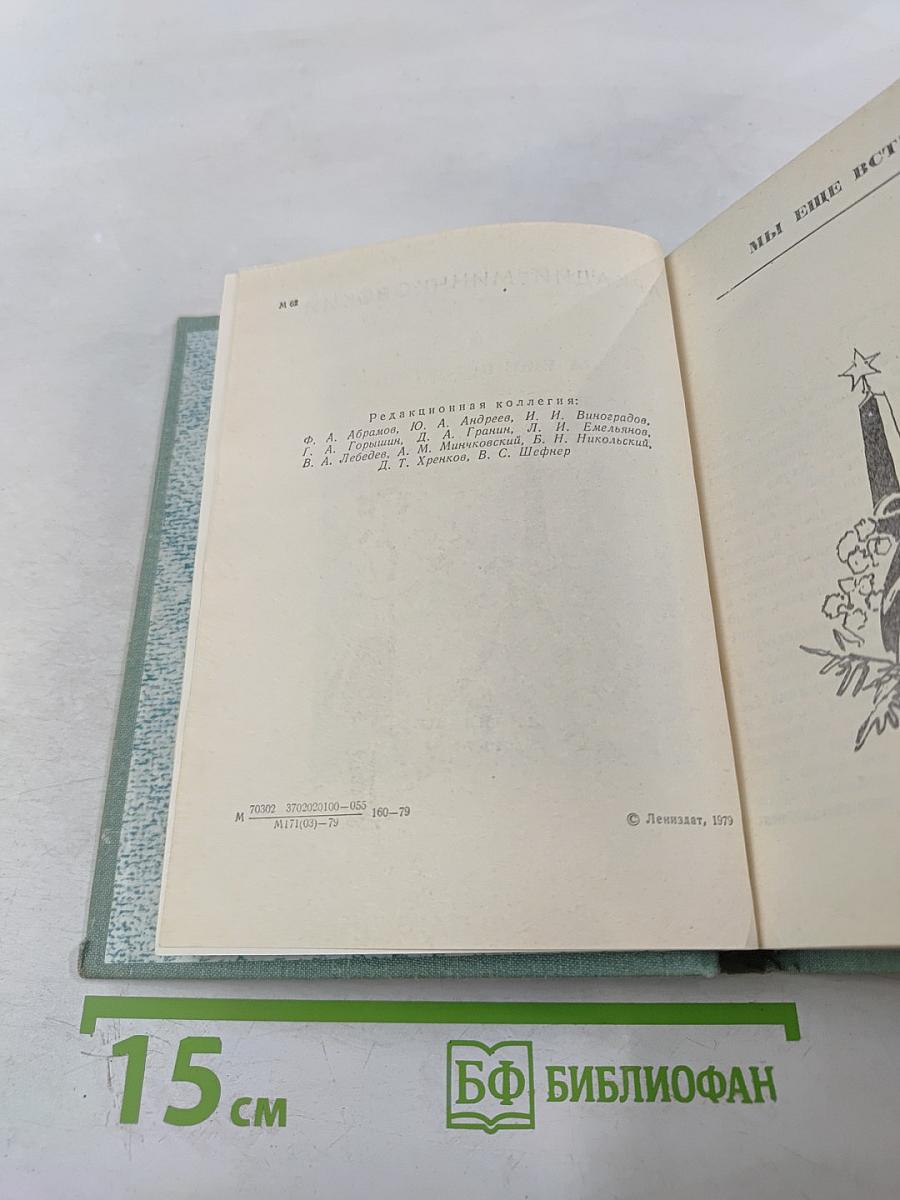 М 62
Редакционная коллегия:
Ф. А. Абрамов, Ю. А. Андреев, И. И. Виноградов,
Г. А. Горышин, Д. А. Гранин, Л. И. Емельянов,
В. А. Лебедев, А. М. Минчковский, Б. Н. Никольский,
Д. Т. Хренков, В. С. Шефнер
М 70302 3702020100—055 160—79
М171(03)—79
© Лениздат, 1979
МЫ ЕЩЕ ВСТ
15 см
БФ БИБЛИОФАН